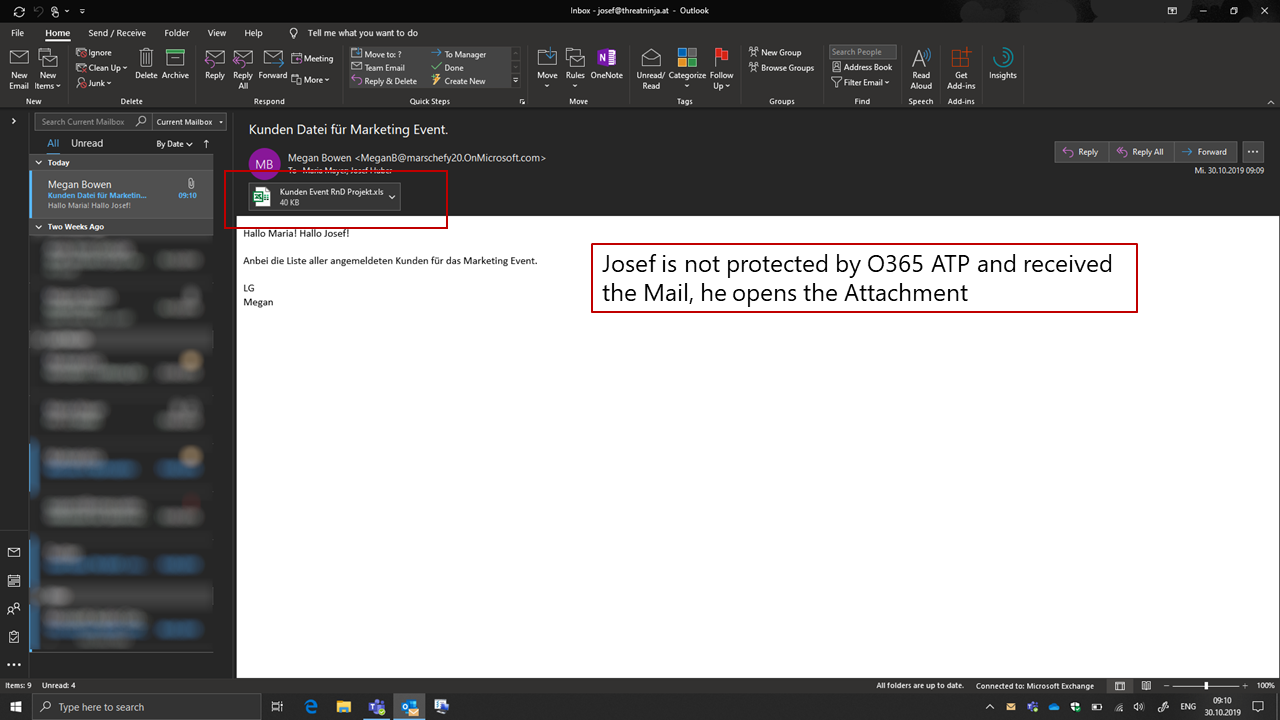 Inbox - josef@threatninja.at - Outlook
File Home Send / Receive Folder View Help Tell me what you want to do
New Email
New Items
New
Ignore
Clean Up
Junk
Delete
Archive
Delete
Reply
Reply All
Forward
Meeting
More
Respond
Move to: ?
Team Email
Reply & Delete
To Manager
Done
Create New
Quick Steps
Move
Rules
OneNote
Move
Unread/ Read
Categorize
Follow Up
Tags
New Group
Browse Groups
Groups
Search People
Address Book
Filter Email
Find
Read Aloud
Speech
Get Add-ins
Add-ins
Insights
Search Current Mailbox
Current Mailbox
All Unread By Date
Today
Megan Bowen
Kunden Datei für Marketin... 09:10
Hallo Maria! Hallo Josef!
Two Weeks Ago
Kunden Datei für Marketing Event.
MB
Megan Bowen <MeganB@marschefy20.OnMicrosoft.com>
To Maria Mayer; Josef Huber
Reply Reply All Forward
Mi. 30.10.2019 09:09
Kunden Event RnD Projekt.xls
40 KB
Hallo Maria! Hallo Josef!
Anbei die Liste aller angemeldeten Kunden für das Marketing Event.
LG
Megan
Josef is not protected by O365 ATP and received
the Mail, he opens the Attachment
Items: 9 Unread: 4
All folders are up to date. Connected to: Microsoft Exchange 100%
Type here to search
ENG
09:10
30.10.2019